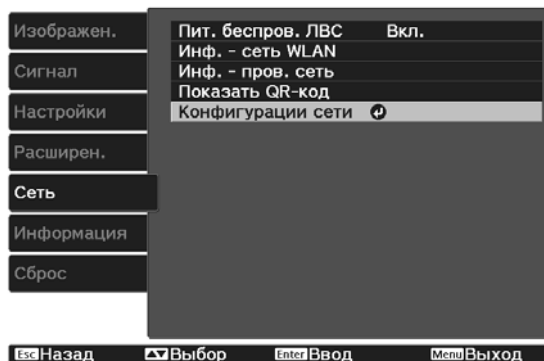 Изображен.
Сигнал
Настройки
Расширен.
Сеть
Информация
Сброс
Пит. беспров. ЛВС Вкл.
Инф. - сеть WLAN
Инф. - пров. сеть
Показать QR-код
Конфигурации сети
Esc Назад Выбор Enter Ввод Menu Выход